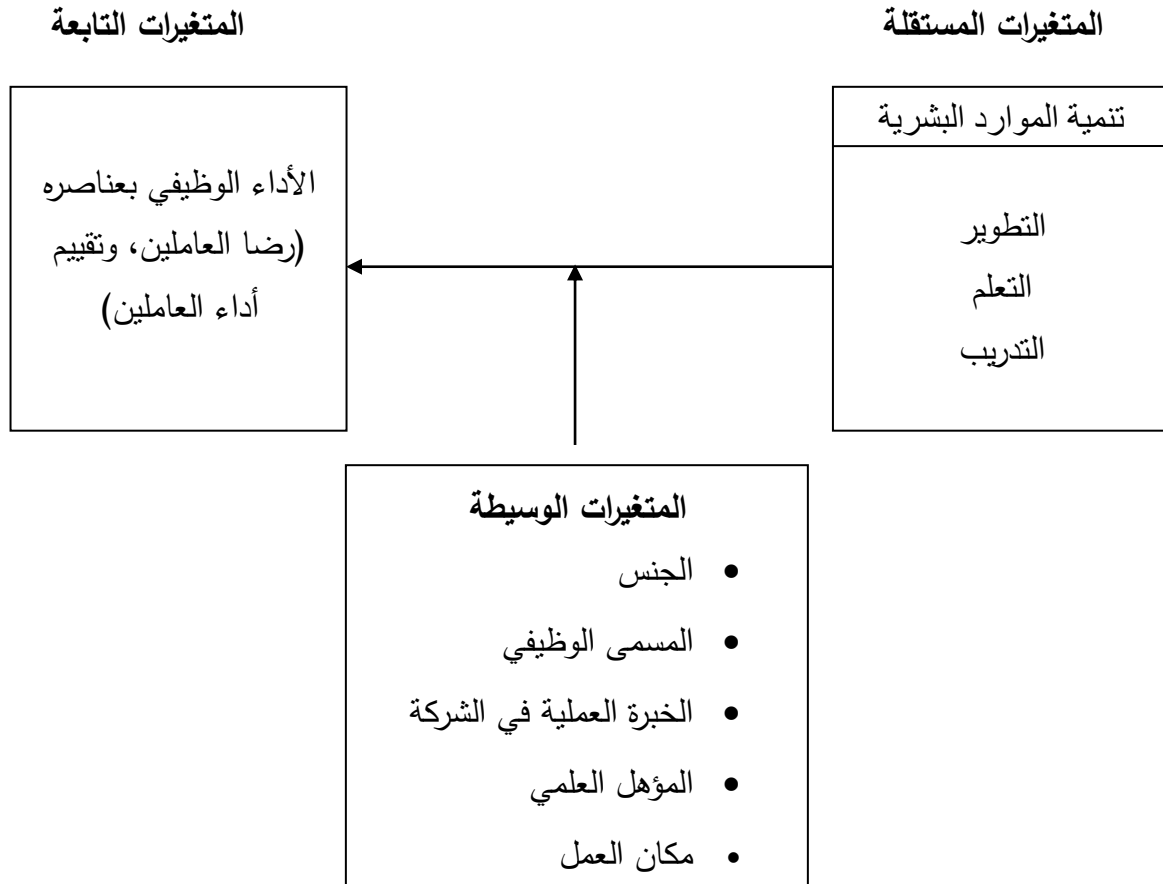 المتغيرات المستقلة
المتغيرات التابعة
تنمية الموارد البشرية
التطوير
التعلم
التدريب
الأداء الوظيفي بعناصره
(رضا العاملين، وتقييم
أداء العاملين)
المتغيرات الوسيطة
• الجنس
• المسمى الوظيفي
• الخبرة العملية في الشركة
• المؤهل العلمي
• مكان العمل